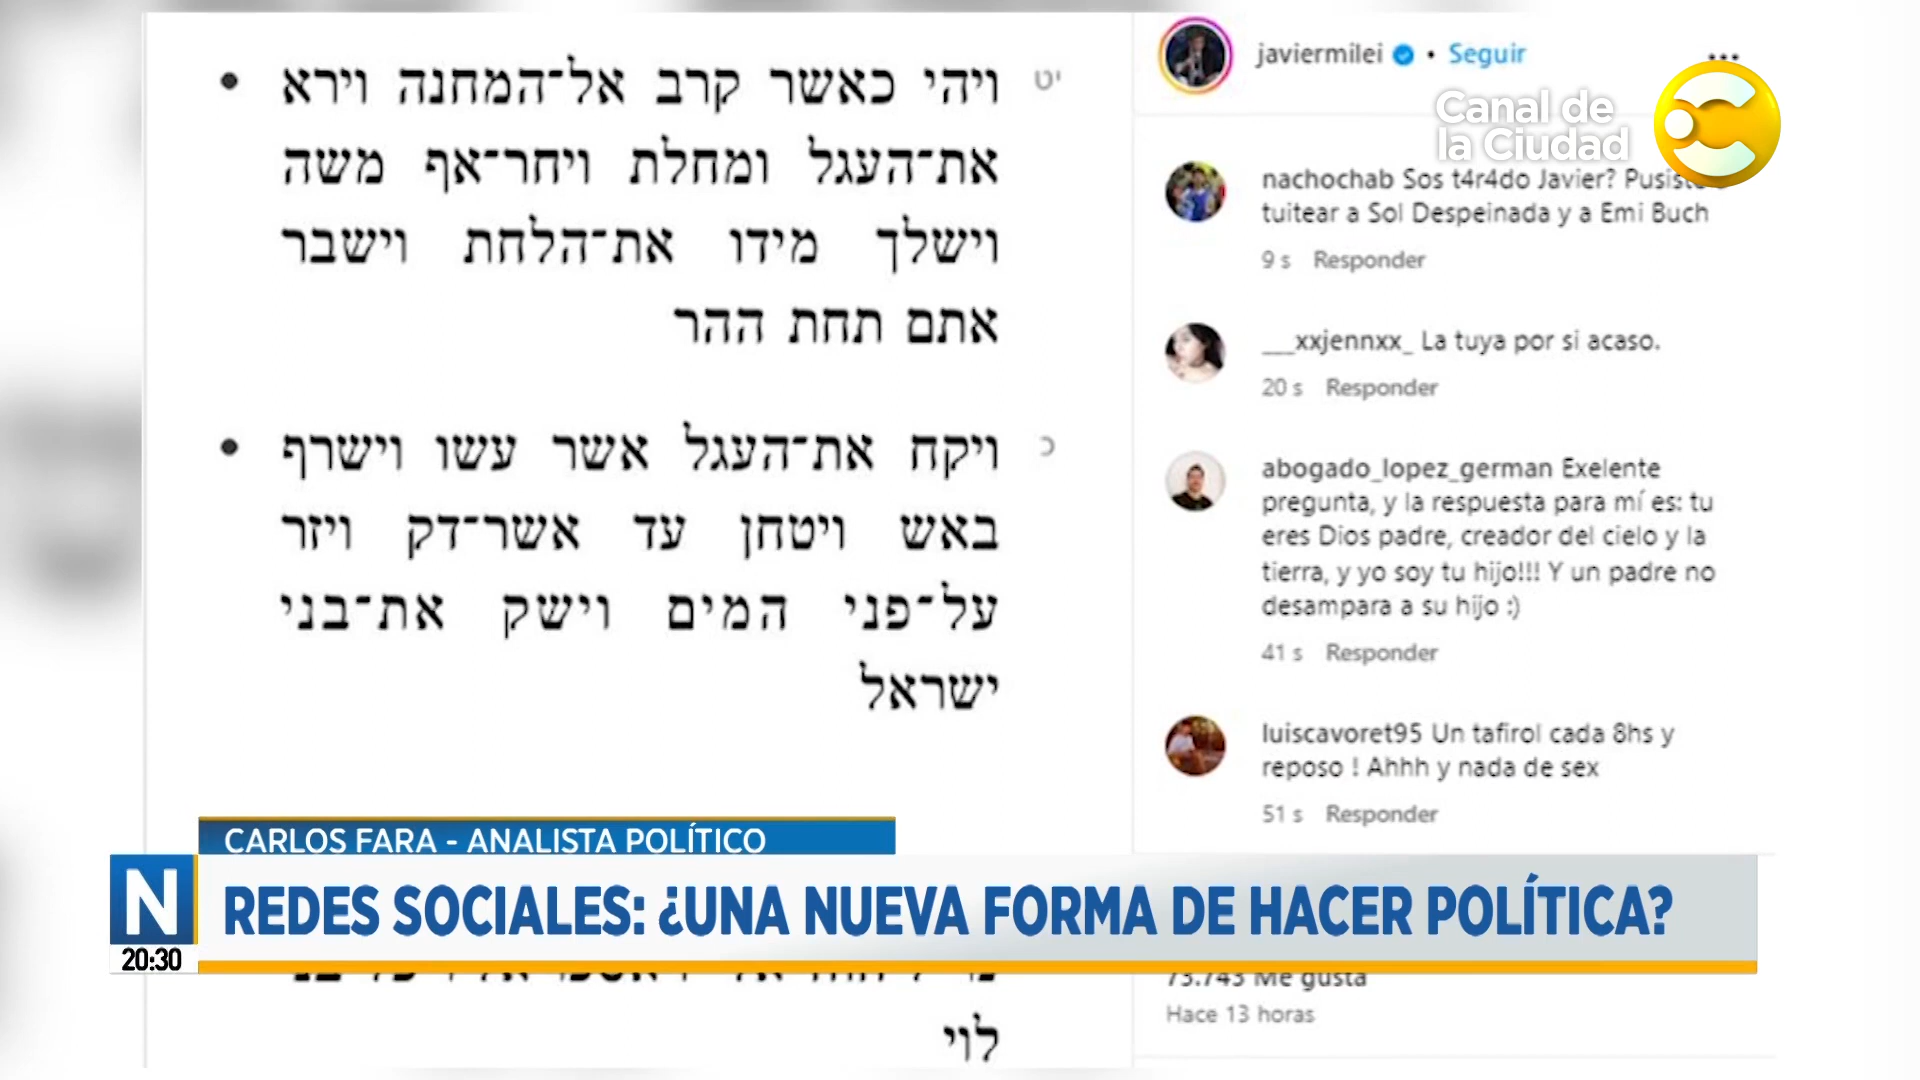 ויהי כאשר קרב אל־המחנה וירא
את־העגל ומחלת ויחר־אף משה
וישלך מידו את־הלחת וישבר
אתם תחת ההר
יט
ויקח את־העגל אשר עשו וישרף
באש ויטחן עד אשר־דק ויזר
על־פני המים וישק את־בני
ישראל
כ
לוי
javiermilei • Seguir
Canal de
la Ciudad
nachochab Sos t4r4do Javier?
tuitear a Sol Despeinada y a Emi Buch
9 s Responder
___xxjennxx_ La tuya por si acaso.
20 s Responder
abogado_lopez_german Exelente
pregunta, y la respuesta para mí es: tu
eres Dios padre, creador del cielo y la
tierra, y yo soy tu hijo!!! Y un padre no
desampara a su hijo :)
41 s Responder
luiscavoret95 Un tafirol cada 8hs y
reposo ! Ahhh y nada de sex
51 s Responder
CARLOS FARA - ANALISTA POLÍTICO
N
REDES SOCIALES: ¿UNA NUEVA FORMA DE HACER POLÍTICA?
20:30
73.743 Me gusta
Hace 13 horas